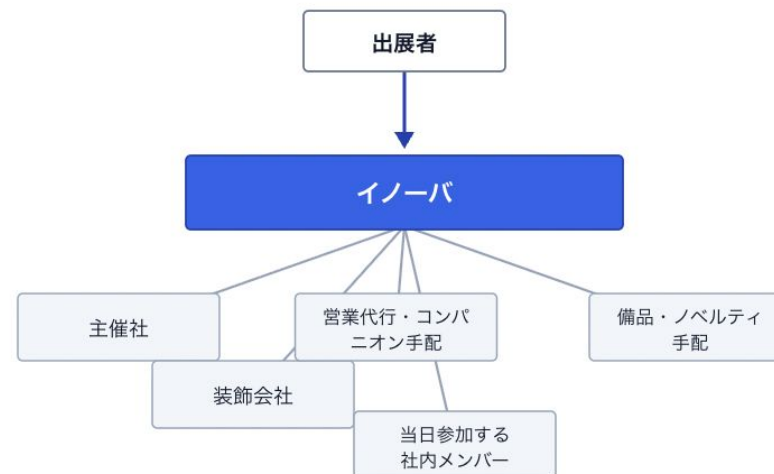 出展者
イノーバ
主催社
営業代行・コンパ
ニオン手配
備品・ノベルティ
手配
装飾会社
当日参加する
社内メンバー